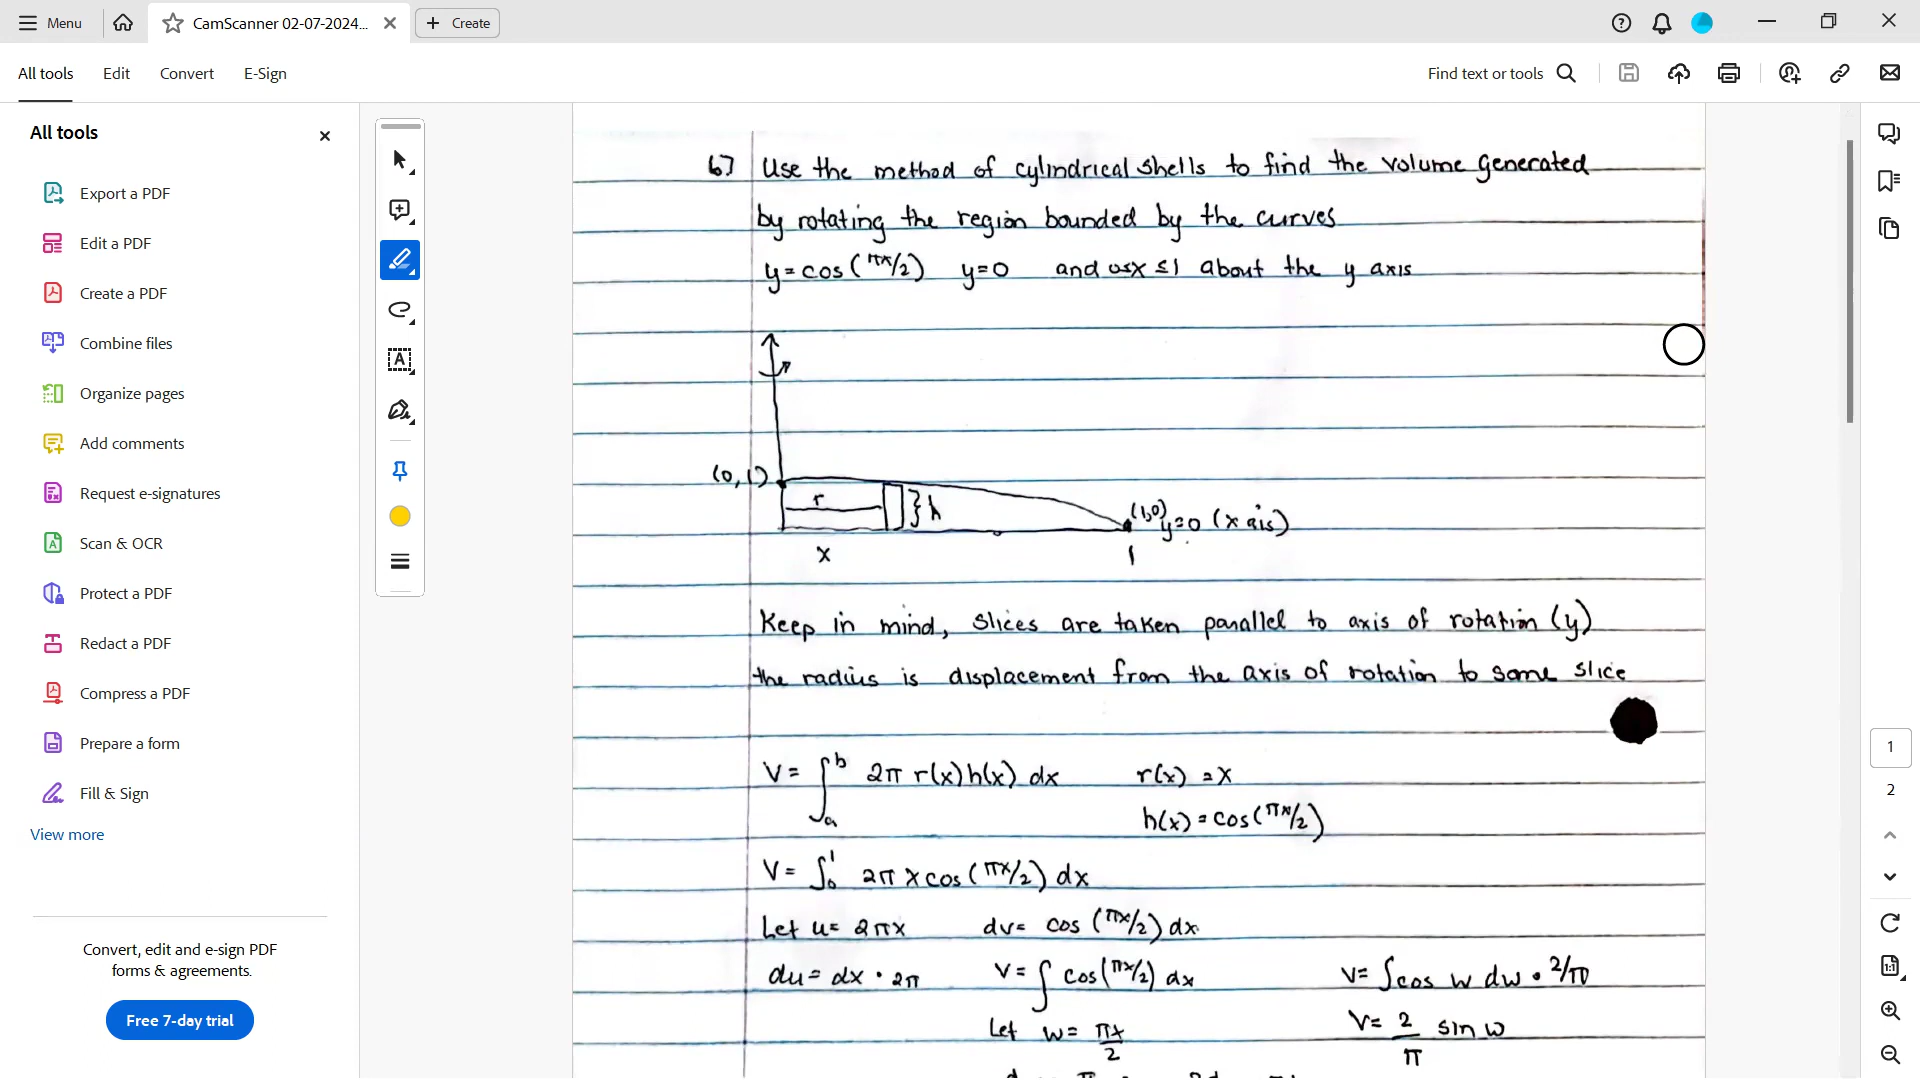 Menu
CamScanner 02-07-2024...
Create
All tools
Edit
Convert
E-Sign
Find text or tools
All tools
Export a PDF
Edit a PDF
Create a PDF
Combine files
Organize pages
Add comments
Request e-signatures
Scan & OCR
Protect a PDF
Redact a PDF
Compress a PDF
Prepare a form
Fill & Sign
View more
Convert, edit and e-sign PDF
forms & agreements.
Free 7-day trial
6.7 Use the method of cylindrical shells to find the volume generated
by rotating the region bounded by the curves
y = cos(πx/2) y=0 and 0≤x≤1 about the y axis
(0,1)
r
h
(1,0)
y=0 (x ais)
x
1
Keep in mind, slices are taken parallel to axis of rotation (y)
the radius is displacement from the axis of rotation to some slice
V= ∫ₐᵇ 2π r(x)h(x) dx r(x) = x
h(x) = cos(πx/2)
V= ∫₀¹ 2π x cos(πx/2) dx
Let u= 2πx dv= cos(πx/2) dx
du= dx • 2π V= ∫cos(πx/2) dx V= ∫cos w dw • 2/π
Let w= πx/2 V= 2/π sin w
1
2